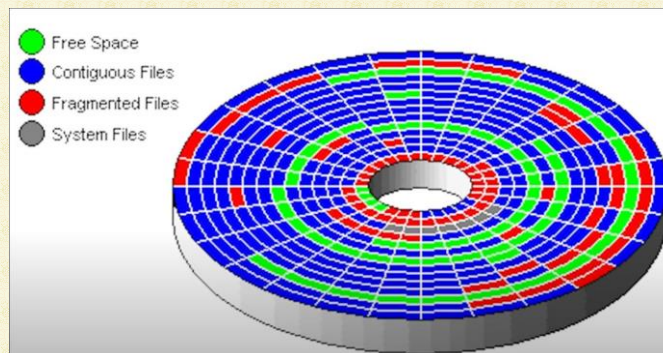 Free Space
Contiguous Files
Fragmented Files
System Files